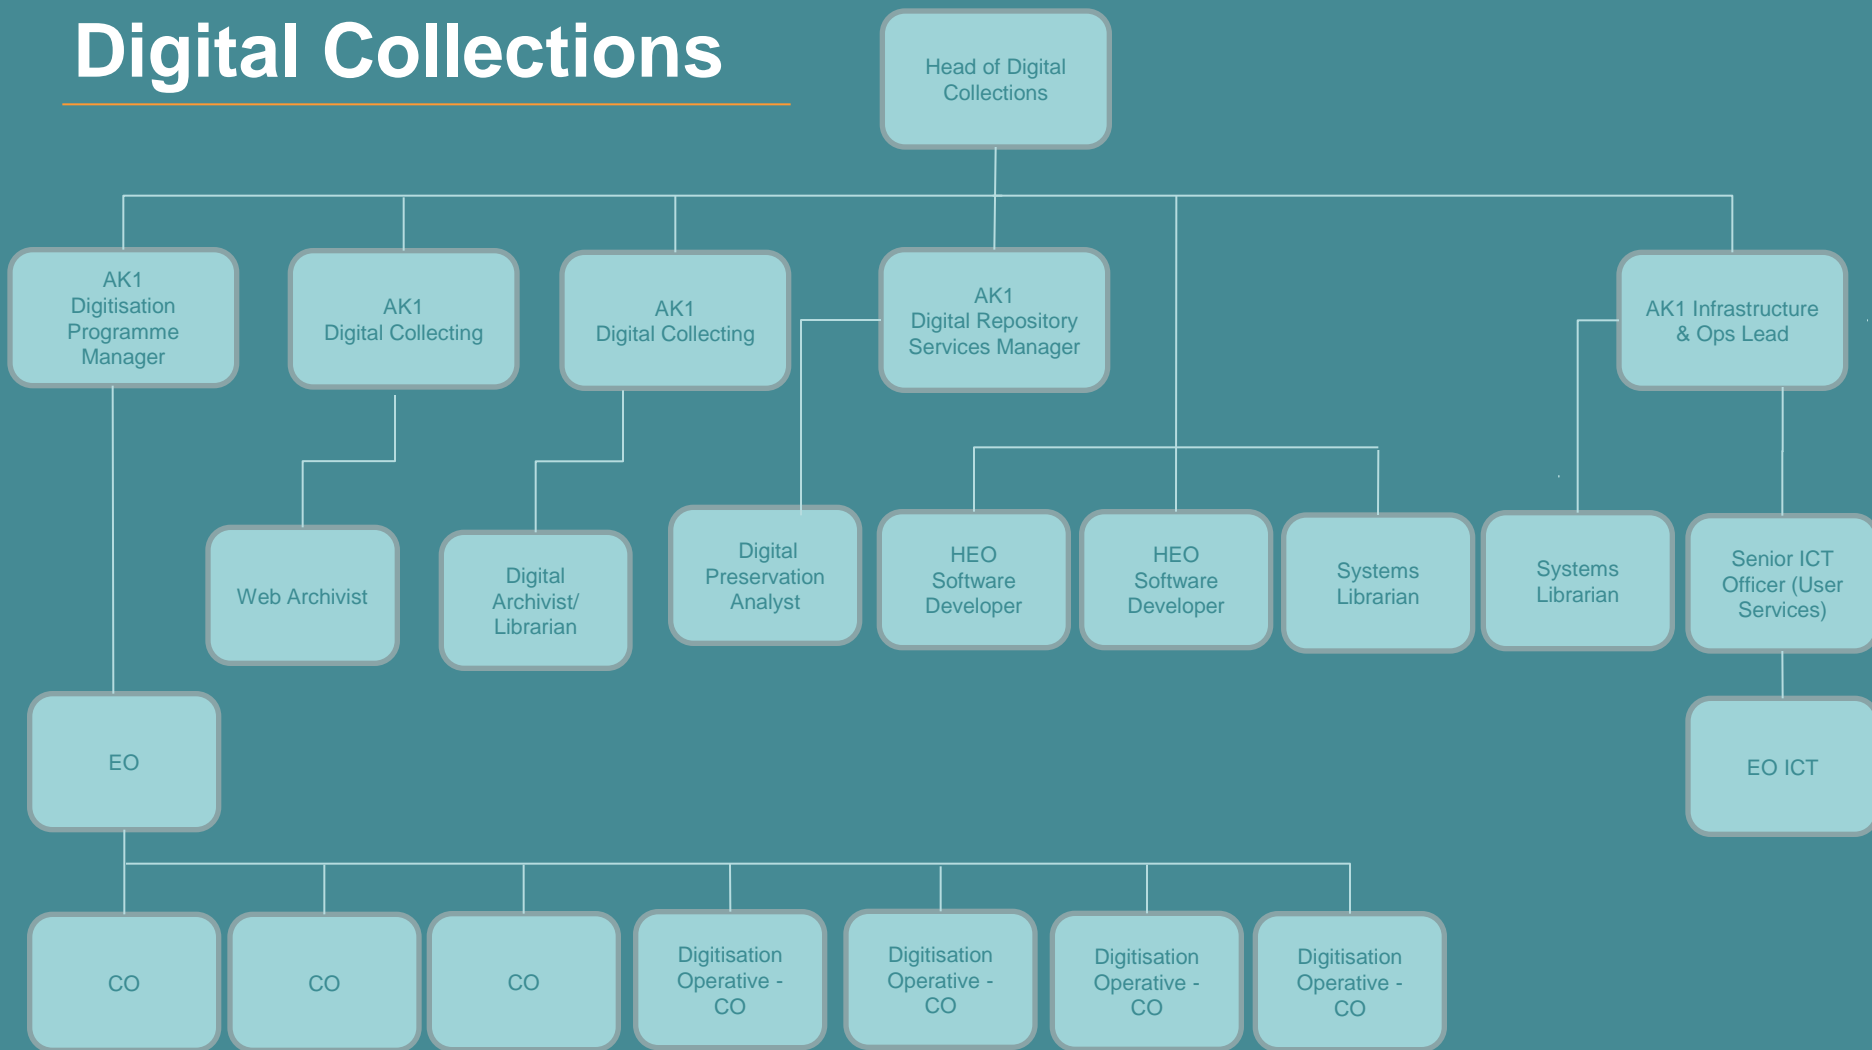 Digital Collections
Head of Digital
Collections
AK1
Digitisation
Programme
Manager
AK1
Digital Collecting
AK1
Digital Collecting
AK1
Digital Repository
Services Manager
AK1 Infrastructure
& Ops Lead
Web Archivist
Digital
Archivist/
Librarian
Digital
Preservation
Analyst
HEO
Software
Developer
HEO
Software
Developer
Systems
Librarian
Systems
Librarian
Senior ICT
Officer (User
Services)
EO
EO ICT
CO
CO
CO
Digitisation
Operative -
CO
Digitisation
Operative -
CO
Digitisation
Operative -
CO
Digitisation
Operative -
CO